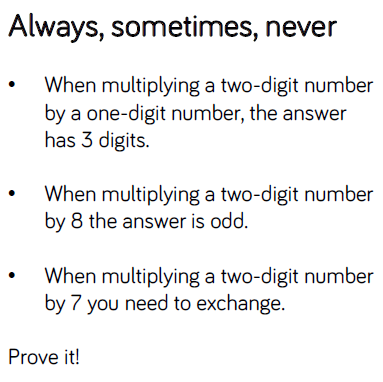 Always, sometimes, never
• When multiplying a two-digit number
by a one-digit number, the answer
has 3 digits.
• When multiplying a two-digit number
by 8 the answer is odd.
• When multiplying a two-digit number
by 7 you need to exchange.
Prove it!